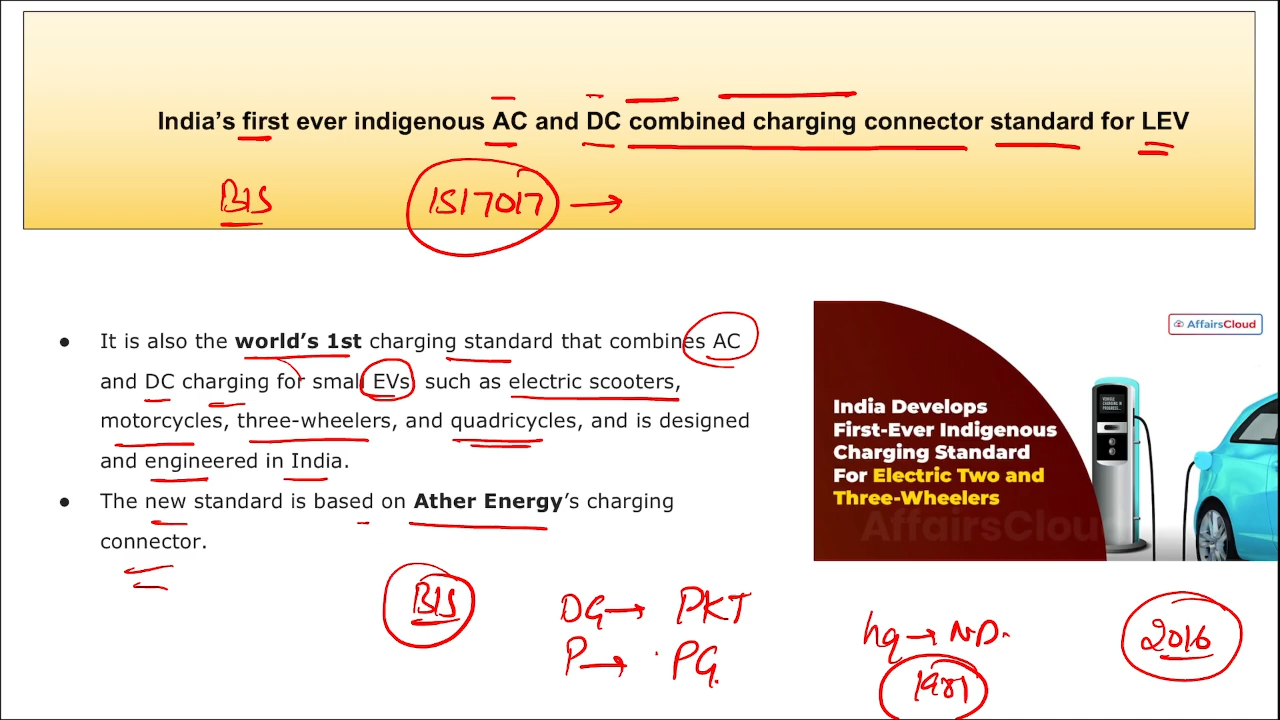 India's first ever indigenous AC and DC combined charging connector standard for LEV
BIS
IS17017 →
● It is also the world's 1st charging standard that combines AC
and DC charging for small EVs such as electric scooters,
motorcycles, three-wheelers, and quadricycles, and is designed
and engineered in India.
● The new standard is based on Ather Energy's charging
connector.
AffairsCloud
India Develops
First-Ever Indigenous
Charging Standard
For Electric Two and
Three-Wheelers
AffairsCloud
BIS
DG → PKT
P → PG
hq → ND.
2016